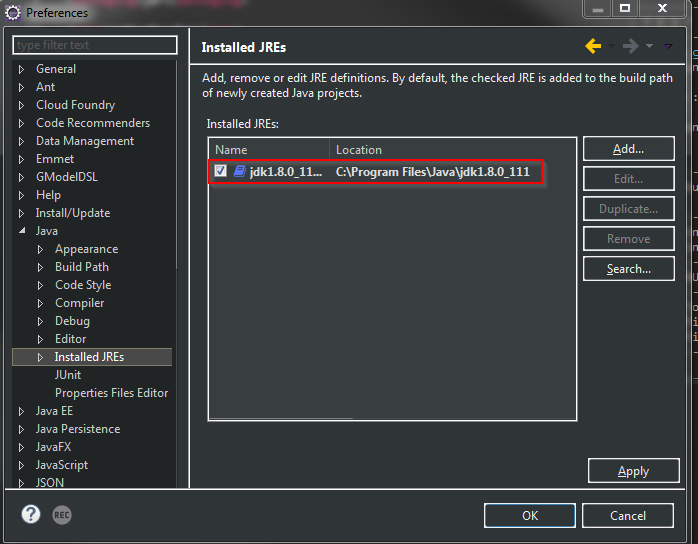 Preferences
type filter text
General
Ant
Cloud Foundry
Code Recommenders
Data Management
Emmet
GModelDSL
Help
Install/Update
Java
Appearance
Build Path
Code Style
Compiler
Debug
Editor
Installed JREs
JUnit
Properties Files Editor
Java EE
Java Persistence
JavaFX
JavaScript
JSON
Installed JREs
Add, remove or edit JRE definitions. By default, the checked JRE is added to the build path
of newly created Java projects.
Installed JREs:
Name Location
jdk1.8.0_11... C:\Program Files\Java\jdk1.8.0_111
Add...
Edit...
Duplicate...
Remove
Search...
Apply
REC
OK
Cancel